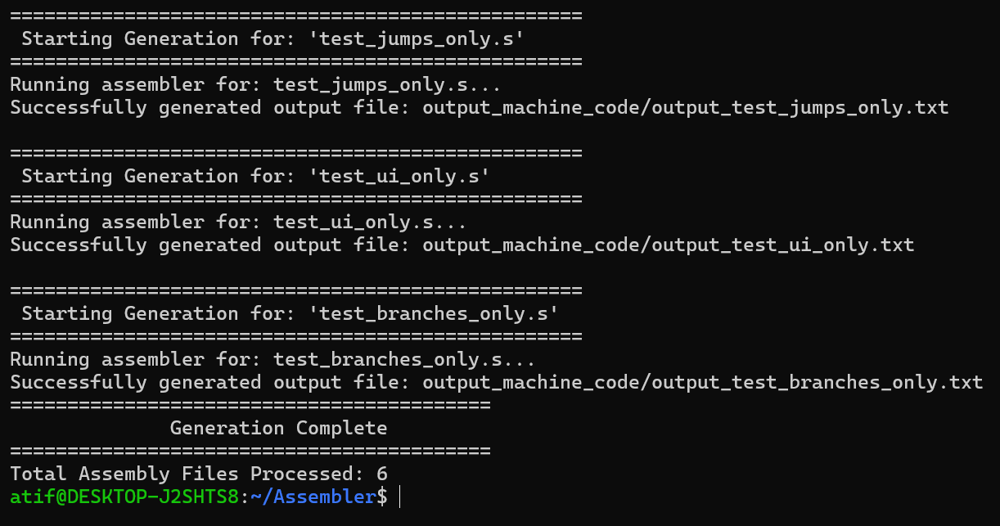 ==================================================
 Starting Generation for: 'test_jumps_only.s'
==================================================
Running assembler for: test_jumps_only.s...
Successfully generated output file: output_machine_code/output_test_jumps_only.txt

==================================================
 Starting Generation for: 'test_ui_only.s'
==================================================
Running assembler for: test_ui_only.s...
Successfully generated output file: output_machine_code/output_test_ui_only.txt

==================================================
 Starting Generation for: 'test_branches_only.s'
==================================================
Running assembler for: test_branches_only.s...
Successfully generated output file: output_machine_code/output_test_branches_only.txt
==========================================
              Generation Complete
==========================================
Total Assembly Files Processed: 6
atif@DESKTOP-J2SHTS8:~/Assembler$